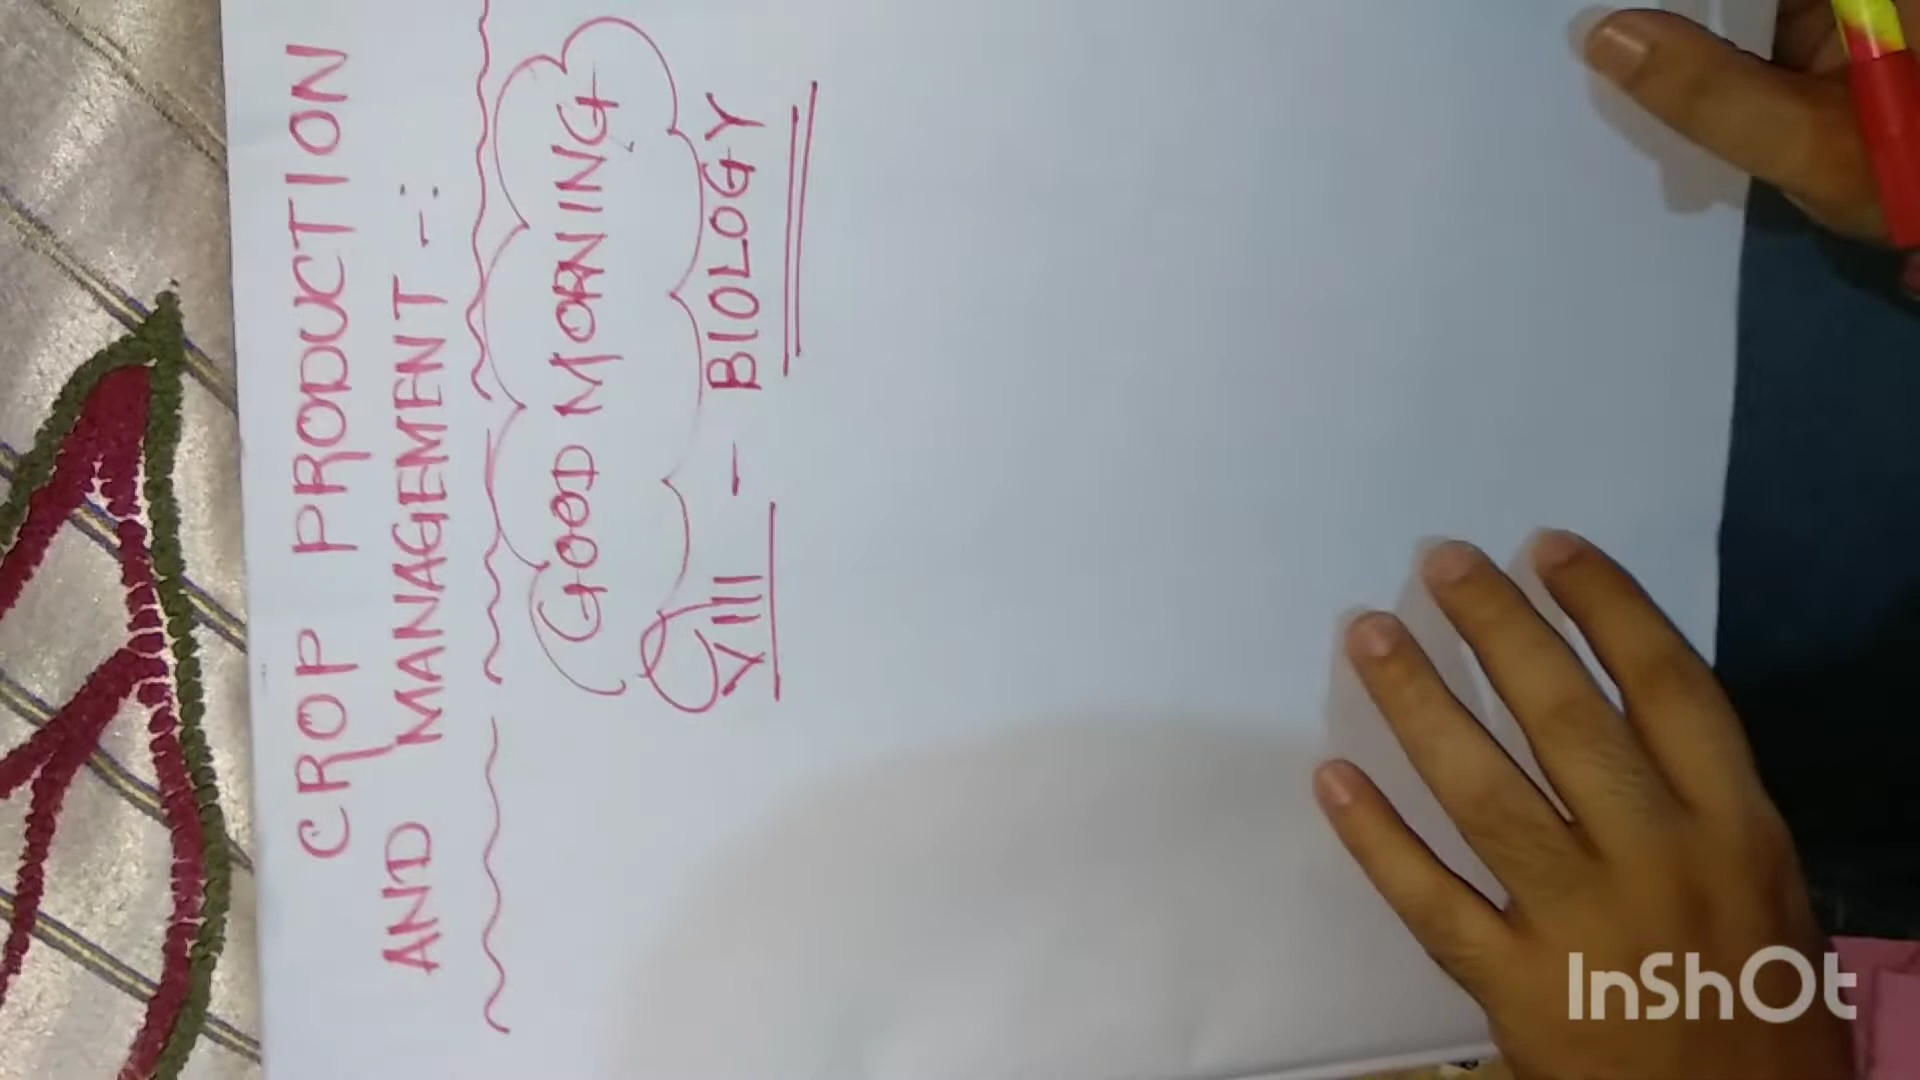 CROP PRODUCTION
AND MANAGEMENT -:
GOOD MORNING
VIII - BIOLOGY
InShOt